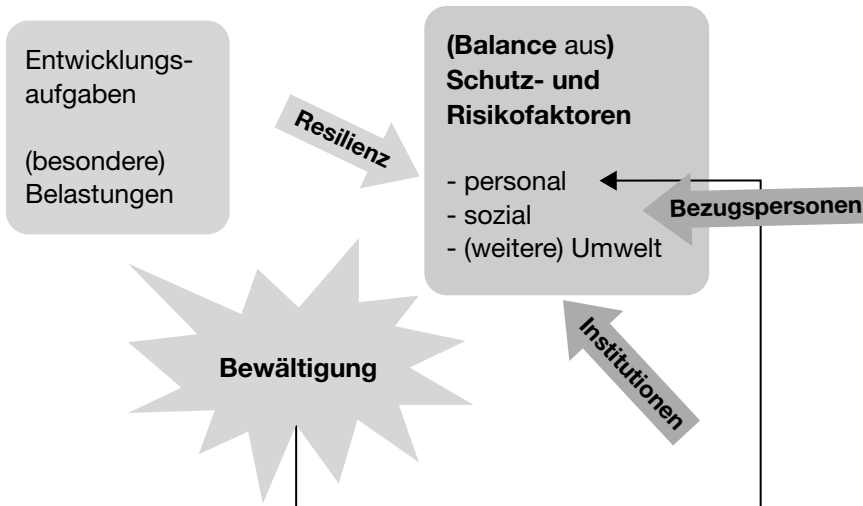 Entwicklungs-
aufgaben
(besondere)
Belastungen
Resilienz
(Balance aus)
Schutz- und
Risikofaktoren
- personal
- sozial
- (weitere) Umwelt
Bezugspersonen
Institutionen
Bewältigung